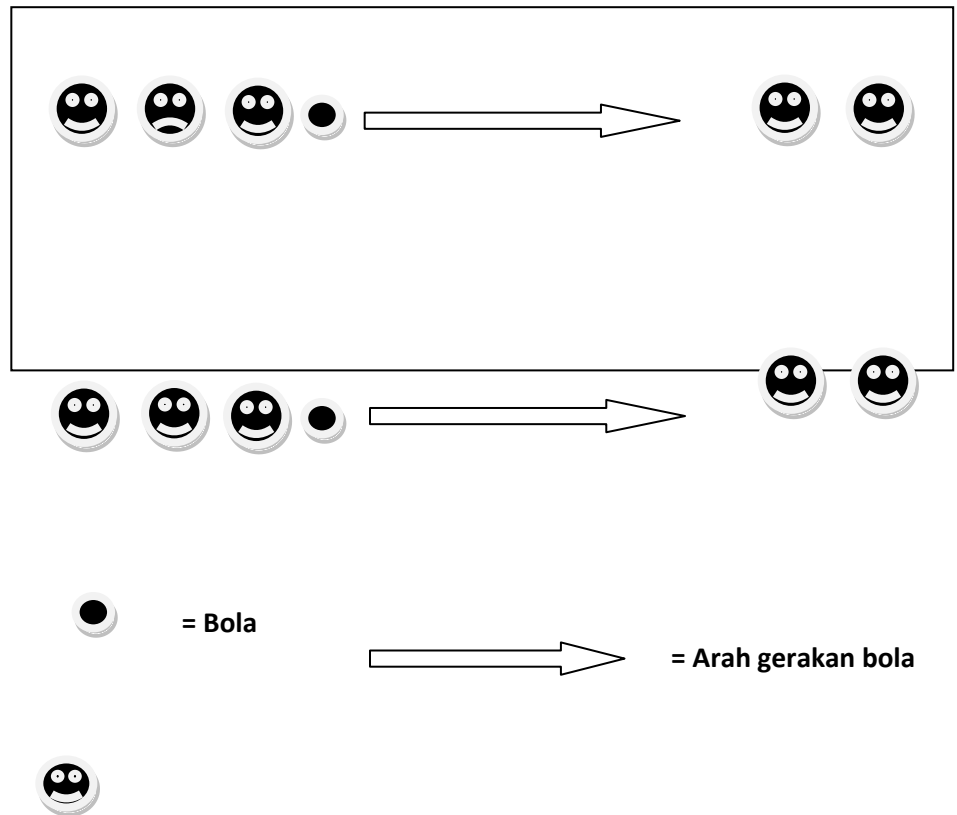 = Bola
= Arah gerakan bola